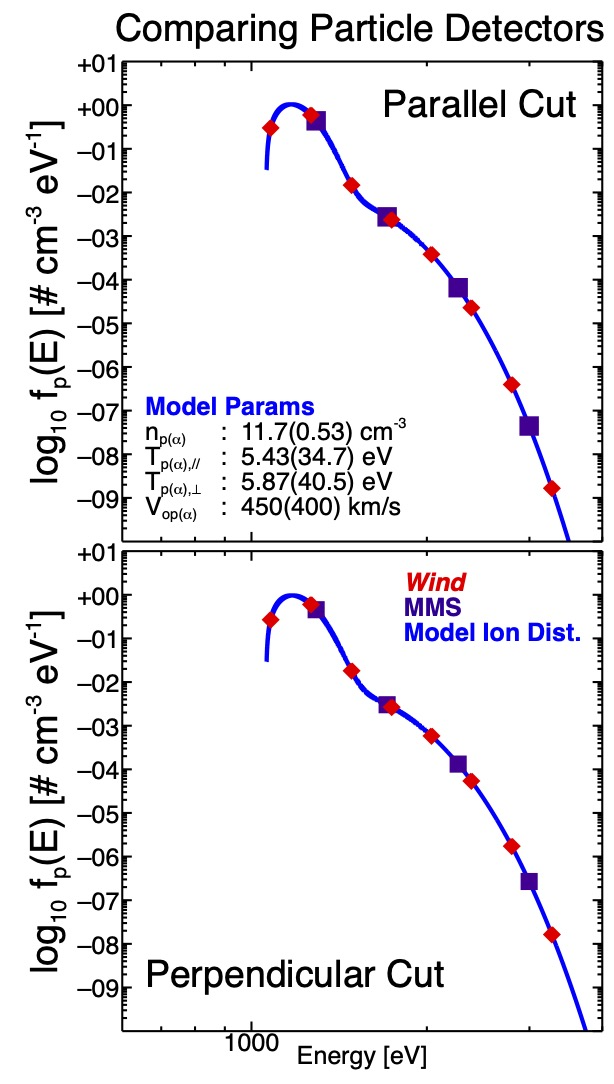 Comparing Particle Detectors
+01
Parallel Cut
+00
−01
−02
−03
−04
−05
−06
−07
−08
−09
log₁₀ fₚ(E) [# cm⁻³ eV⁻¹]
Model Params
nₚ(α) : 11.7(0.53) cm⁻³
Tₚ(α),// : 5.43(34.7) eV
Tₚ(α),⊥ : 5.87(40.5) eV
Vₒₚ(α) : 450(400) km/s
+01
+00
−01
−02
−03
−04
−05
−06
−07
−08
−09
log₁₀ fₚ(E) [# cm⁻³ eV⁻¹]
Wind
MMS
Model Ion Dist.
Perpendicular Cut
1000
Energy [eV]